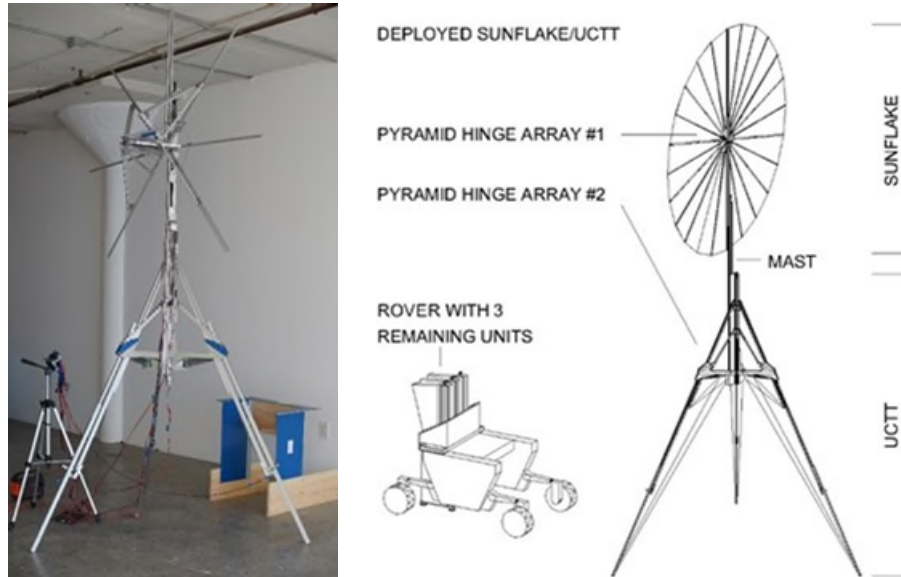 DEPLOYED SUNFLAKE/UCTT
PYRAMID HINGE ARRAY #1
PYRAMID HINGE ARRAY #2
MAST
ROVER WITH 3
REMAINING UNITS
SUNFLAKE
UCTT